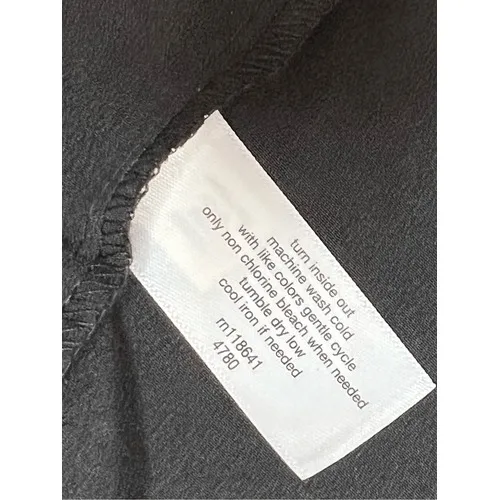 turn inside out
machine wash cold
with like colors gentle cycle
only non chlorine bleach when needed
tumble dry low
cool iron if needed
rn118641
4780